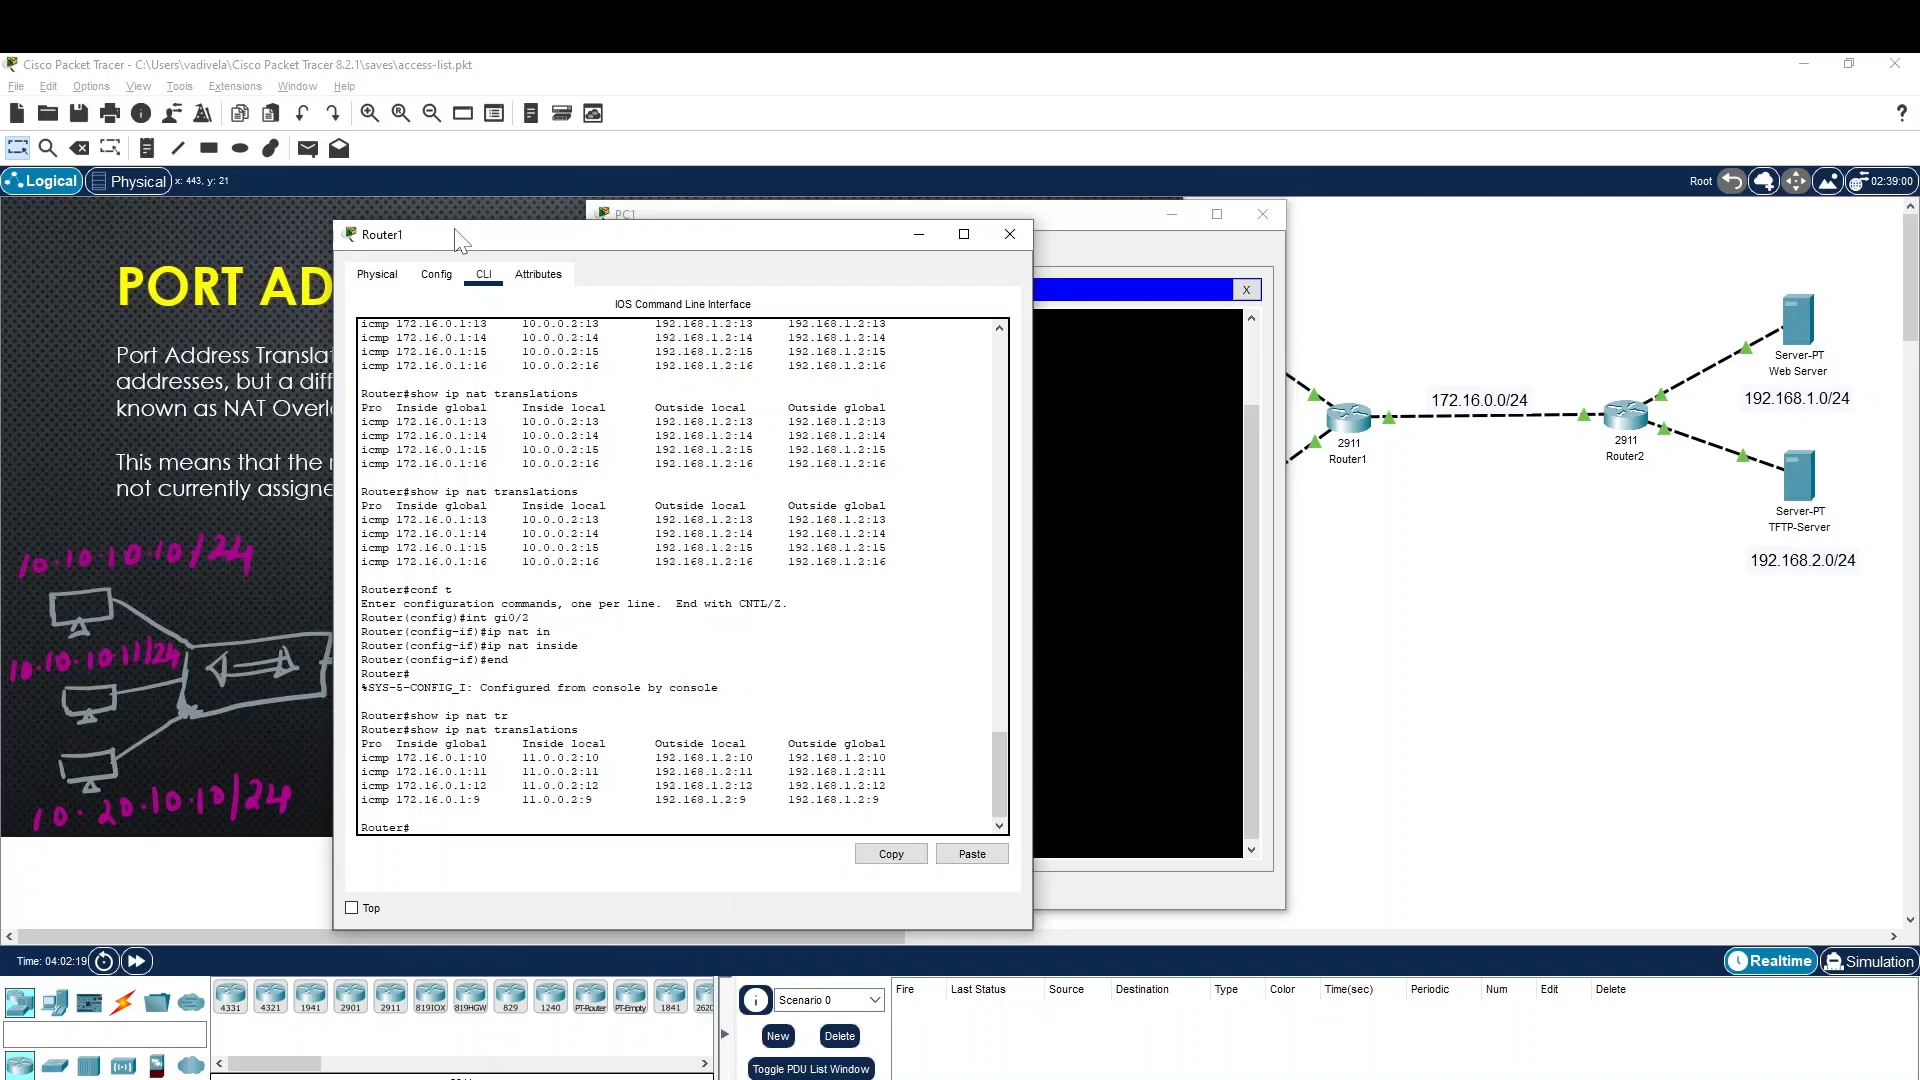 Cisco Packet Tracer - C:\Users\vadivela\Cisco Packet Tracer 8.2.1\saves\access-list.pkt
File Edit Options View Tools Extensions Window Help
Logical Physical x: 443, y: 21
Root 02:39:00
PC1
Router1
Physical Config CLI Attributes
IOS Command Line Interface
X
icmp 172.16.0.1:13 10.0.0.2:13 192.168.1.2:13 192.168.1.2:13
icmp 172.16.0.1:14 10.0.0.2:14 192.168.1.2:14 192.168.1.2:14
icmp 172.16.0.1:15 10.0.0.2:15 192.168.1.2:15 192.168.1.2:15
icmp 172.16.0.1:16 10.0.0.2:16 192.168.1.2:16 192.168.1.2:16
Router#show ip nat translations
Pro Inside global Inside local Outside local Outside global
icmp 172.16.0.1:13 10.0.0.2:13 192.168.1.2:13 192.168.1.2:13
icmp 172.16.0.1:14 10.0.0.2:14 192.168.1.2:14 192.168.1.2:14
icmp 172.16.0.1:15 10.0.0.2:15 192.168.1.2:15 192.168.1.2:15
icmp 172.16.0.1:16 10.0.0.2:16 192.168.1.2:16 192.168.1.2:16
Router#show ip nat translations
Pro Inside global Inside local Outside local Outside global
icmp 172.16.0.1:13 10.0.0.2:13 192.168.1.2:13 192.168.1.2:13
icmp 172.16.0.1:14 10.0.0.2:14 192.168.1.2:14 192.168.1.2:14
icmp 172.16.0.1:15 10.0.0.2:15 192.168.1.2:15 192.168.1.2:15
icmp 172.16.0.1:16 10.0.0.2:16 192.168.1.2:16 192.168.1.2:16
Router#conf t
Enter configuration commands, one per line. End with CNTL/Z.
Router(config)#int gi0/2
Router(config-if)#ip nat in
Router(config-if)#ip nat inside
Router(config-if)#end
Router#
%SYS-5-CONFIG_I: Configured from console by console
Router#show ip nat tr
Router#show ip nat translations
Pro Inside global Inside local Outside local Outside global
icmp 172.16.0.1:10 11.0.0.2:10 192.168.1.2:10 192.168.1.2:10
icmp 172.16.0.1:11 11.0.0.2:11 192.168.1.2:11 192.168.1.2:11
icmp 172.16.0.1:12 11.0.0.2:12 192.168.1.2:12 192.168.1.2:12
icmp 172.16.0.1:9 11.0.0.2:9 192.168.1.2:9 192.168.1.2:9
Router#
Copy Paste
Top
PORT AD
Port Address Transla
addresses, but a diff
known as NAT Overl
This means that the
not currently assigne
10.10.10.10/24
10.10.10.11/24
10.20.10.10/24
Server-PT
Web Server
192.168.1.0/24
172.16.0.0/24
2911
Router1
2911
Router2
Server-PT
TFTP-Server
192.168.2.0/24
Time: 04:02:19
Realtime Simulation
4331 4321 1941 2901 2911 819IOX 819HGW 829 1240 PT-Router PT-Empty 1841 2620
Scenario 0
New Delete
Toggle PDU List Window
Fire Last Status Source Destination Type Color Time(sec) Periodic Num Edit Delete